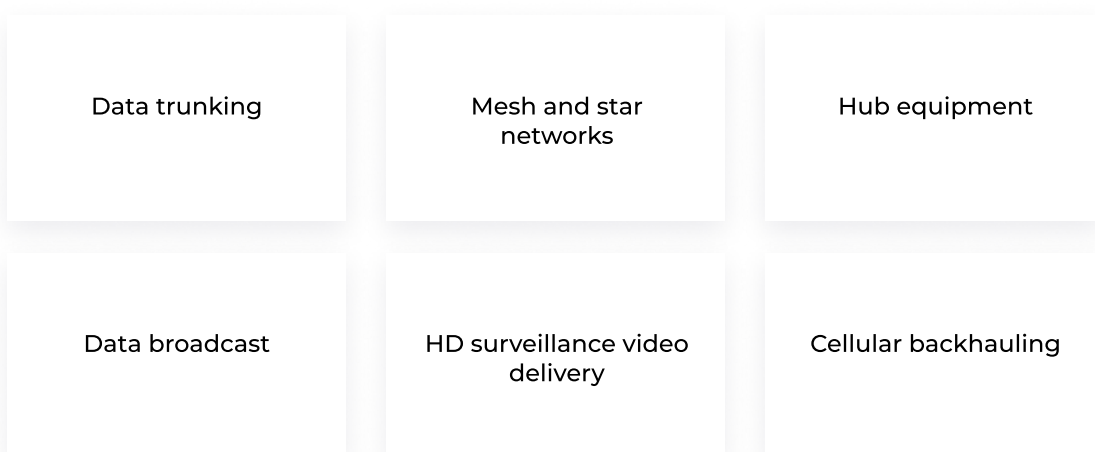 Data trunking
Mesh and star
networks
Hub equipment
Data broadcast
HD surveillance video
delivery
Cellular backhauling